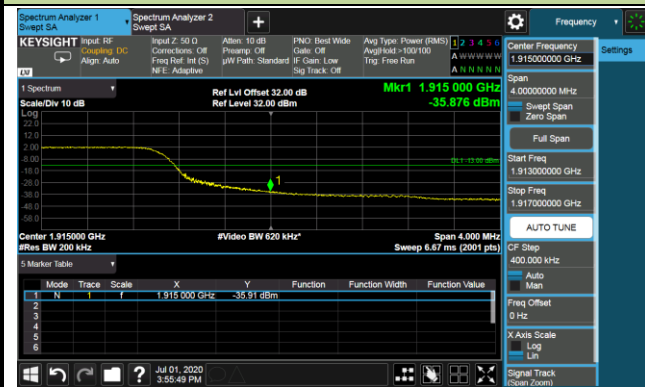 Spectrum Analyzer 1
Swept SA
Spectrum Analyzer 2
Swept SA
Frequency
KEYSIGHT
Input: RF
Coupling: DC
Align: Auto
Input Z: 50 Ω
Corrections: Off
Freq Ref: Int (S)
NFE: Adaptive
Atten: 10 dB
Preamp: Off
µW Path: Standard
PNO: Best Wide
Gate: Off
IF Gain: Low
Sig Track: Off
Avg Type: Power (RMS)
Avg|Hold:>100/100
Trig: Free Run
1 2 3 4 5 6
A W W W W W
A N N N N N
LXI
1 Spectrum
Scale/Div 10 dB
Ref Lvl Offset 32.00 dB
Ref Level 32.00 dBm
Mkr1 1.915 000 GHz
-35.876 dBm
Log
22.0
12.0
2.00
-8.00
-18.0
-28.0
-38.0
-48.0
-58.0
DL1 -13.00 dBm
1
Center 1.915000 GHz
#Res BW 200 kHz
#Video BW 620 kHz*
Span 4.000 MHz
Sweep 6.67 ms (2001 pts)
5 Marker Table
Mode Trace Scale X Y Function Function Width Function Value
1 N 1 f 1.915 000 GHz -35.91 dBm
2
3
4
5
6
Jul 01, 2020
3:55:49 PM
Center Frequency
1.915000000 GHz
Settings
Span
4.00000000 MHz
Swept Span
Zero Span
Full Span
Start Freq
1.913000000 GHz
Stop Freq
1.917000000 GHz
AUTO TUNE
CF Step
400.000 kHz
Auto
Man
Freq Offset
0 Hz
X Axis Scale
Log
Lin
Signal Track
(Span Zoom)